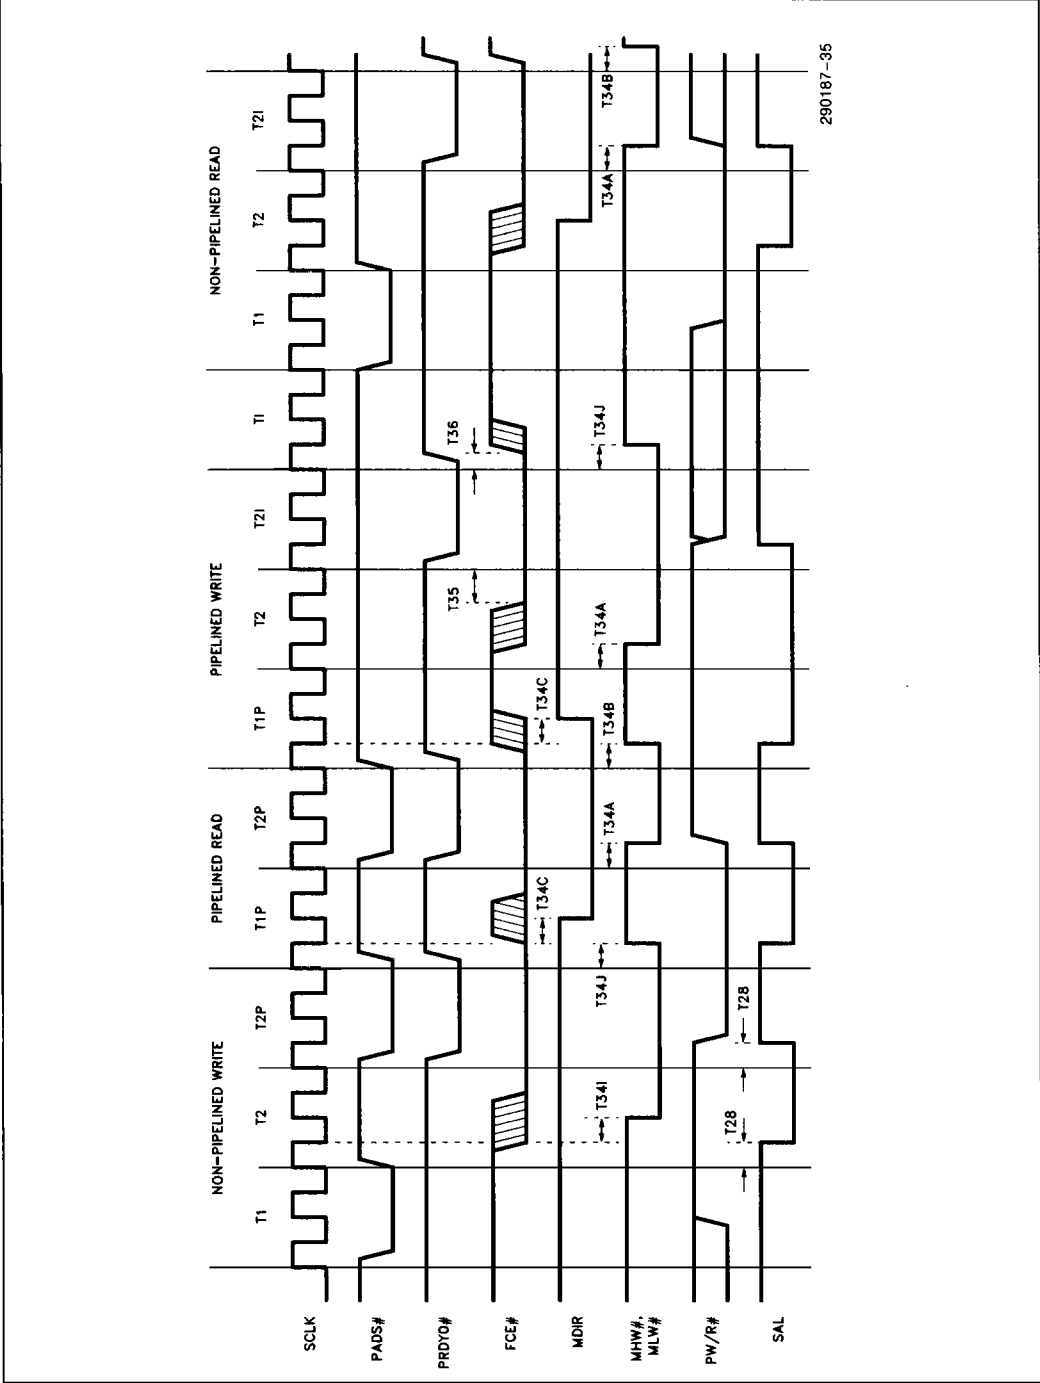 NON-PIPELINED WRITE
PIPELINED READ
PIPELINED WRITE
NON-PIPELINED READ
T1
T2
T2P
T1P
T2P
T1P
T2
T2I
TI
T1
T2
T2I
SCLK
PADS#
PRDYO#
T35
T36
FCE#
T34C
T34C
MDIR
T34I
T34J
T34A
T34B
T34A
T34J
T34A
T34B
MHW#,
MLW#
PW/R#
T28
T28
SAL
290187-35